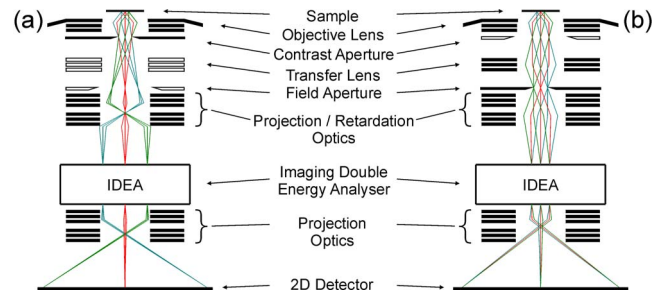 (a)
(b)
Sample
Objective Lens
Contrast Aperture
Transfer Lens
Field Aperture
Projection / Retardation
Optics
IDEA
Imaging Double
Energy Analyser
IDEA
Projection
Optics
2D Detector